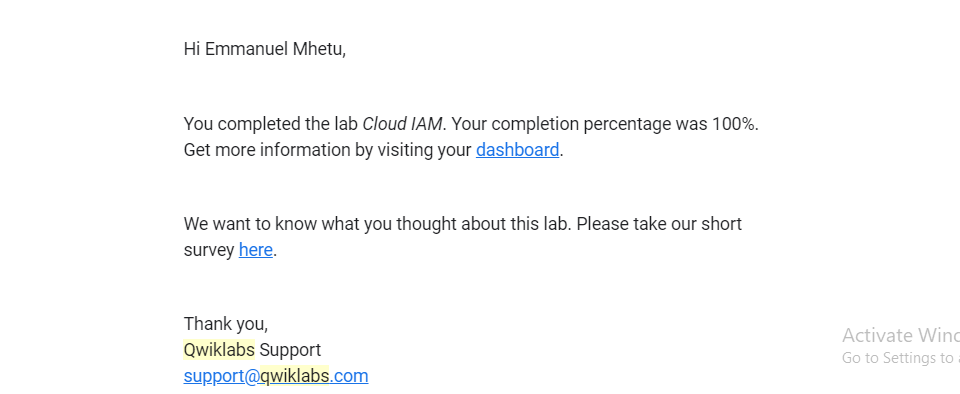 Hi Emmanuel Mhetu,
You completed the lab Cloud IAM. Your completion percentage was 100%.
Get more information by visiting your dashboard.
We want to know what you thought about this lab. Please take our short
survey here.
Thank you,
Qwiklabs Support
support@qwiklabs.com
Activate Wind
Go to Settings to a